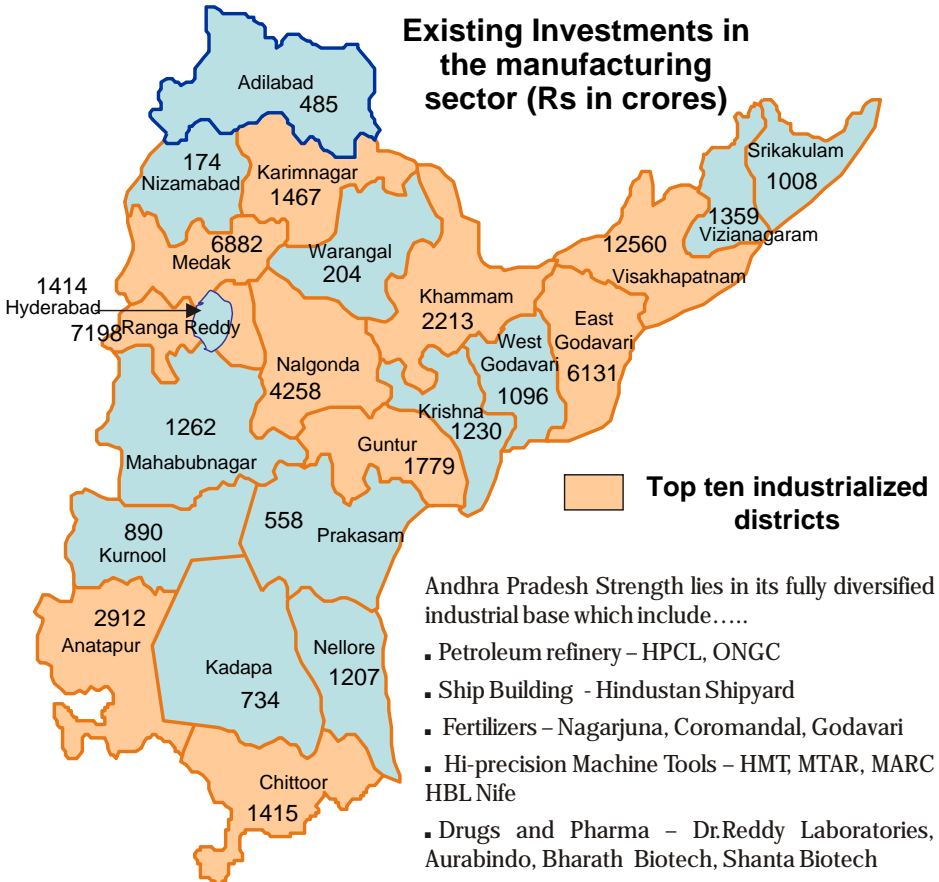 Existing Investments in
the manufacturing
sector (Rs in crores)
Adilabad
485
174
Nizamabad
Karimnagar
1467
Srikakulam
1008
1359
Vizianagaram
6882
Medak
Warangal
204
12560
Visakhapatnam
1414
Hyderabad
7198
Ranga Reddy
Khammam
2213
East
Godavari
6131
West
Godavari
1096
Nalgonda
4258
Krishna
1230
1262
Mahabubnagar
Guntur
1779
Top ten industrialized
districts
890
Kurnool
558
Prakasam
2912
Anatapur
Kadapa
734
Nellore
1207
Chittoor
1415
Andhra Pradesh Strength lies in its fully diversified
industrial base which include…..
▪ Petroleum refinery – HPCL, ONGC
▪ Ship Building - Hindustan Shipyard
▪ Fertilizers – Nagarjuna, Coromandal, Godavari
▪ Hi-precision Machine Tools – HMT, MTAR, MARC
HBL Nife
▪ Drugs and Pharma – Dr.Reddy Laboratories,
Aurabindo, Bharath Biotech, Shanta Biotech